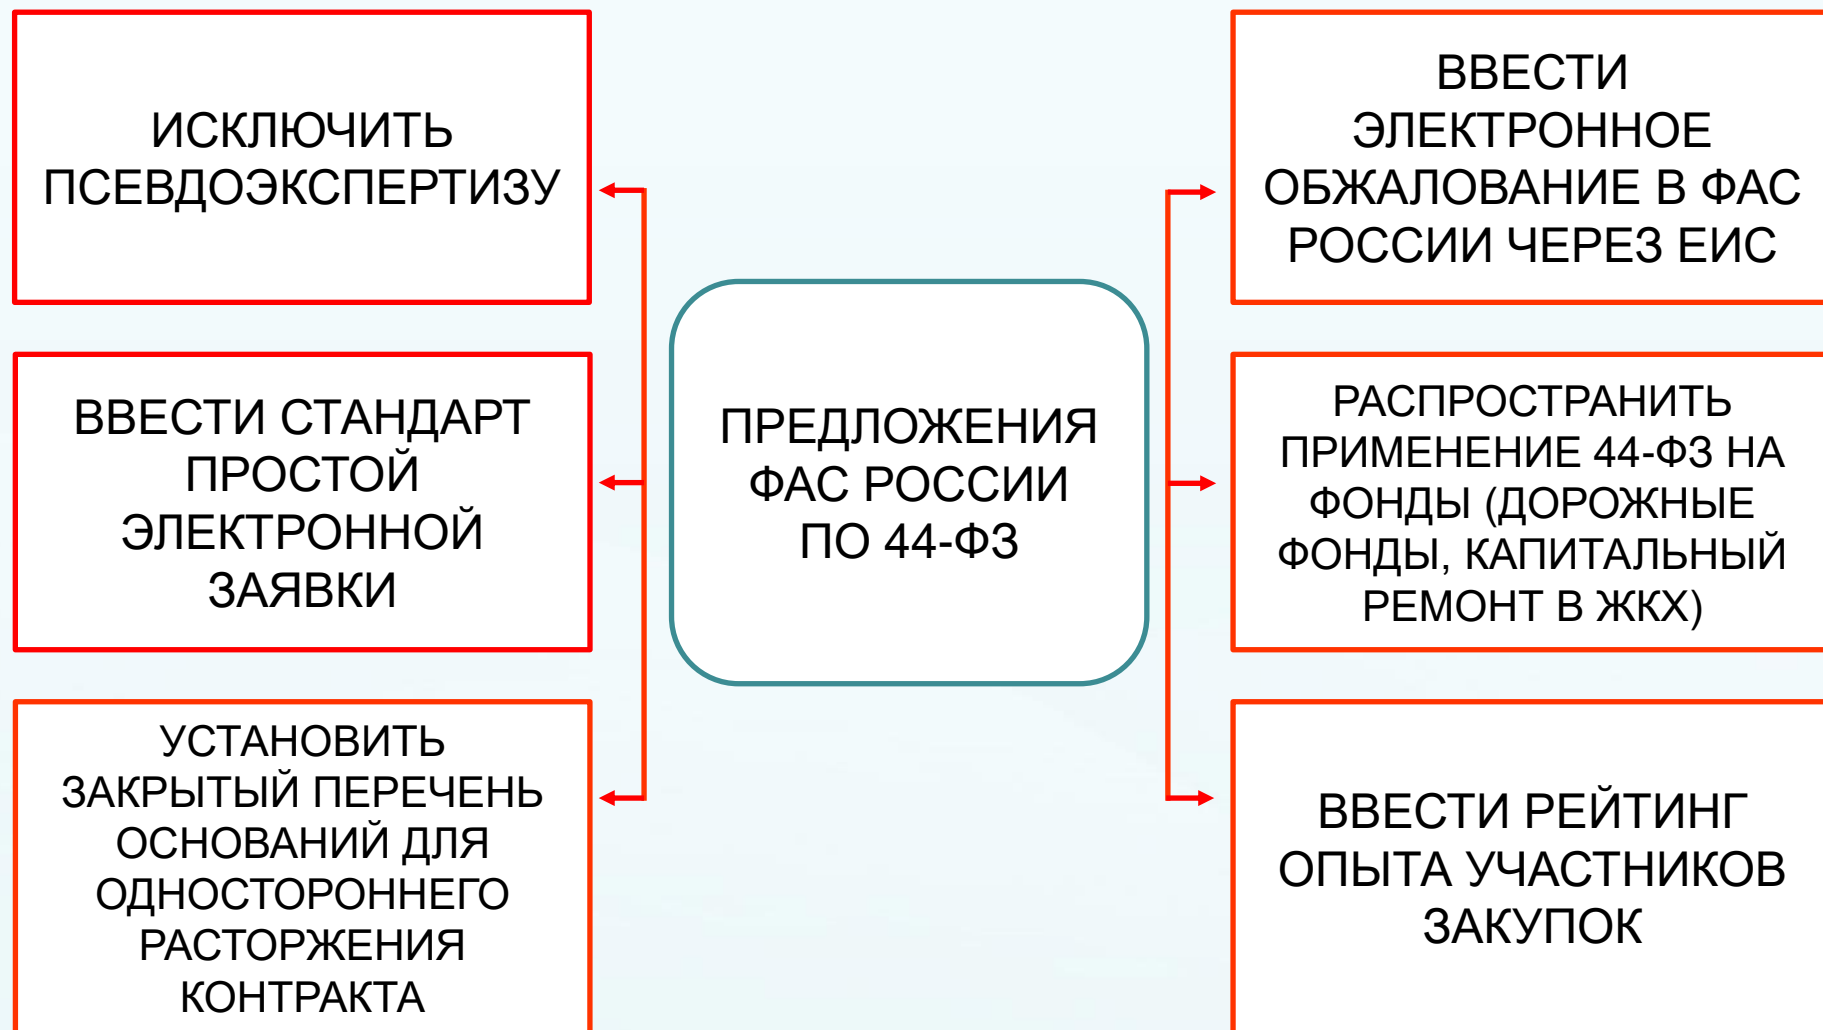 ИСКЛЮЧИТЬ
ПСЕВДОЭКСПЕРТИЗУ
ВВЕСТИ СТАНДАРТ
ПРОСТОЙ
ЭЛЕКТРОННОЙ
ЗАЯВКИ
УСТАНОВИТЬ
ЗАКРЫТЫЙ ПЕРЕЧЕНЬ
ОСНОВАНИЙ ДЛЯ
ОДНОСТОРОННЕГО
РАСТОРЖЕНИЯ
КОНТРАКТА
ПРЕДЛОЖЕНИЯ
ФАС РОССИИ
ПО 44-ФЗ
ВВЕСТИ
ЭЛЕКТРОННОЕ
ОБЖАЛОВАНИЕ В ФАС
РОССИИ ЧЕРЕЗ ЕИС
РАСПРОСТРАНИТЬ
ПРИМЕНЕНИЕ 44-ФЗ НА
ФОНДЫ (ДОРОЖНЫЕ
ФОНДЫ, КАПИТАЛЬНЫЙ
РЕМОНТ В ЖКХ)
ВВЕСТИ РЕЙТИНГ
ОПЫТА УЧАСТНИКОВ
ЗАКУПОК